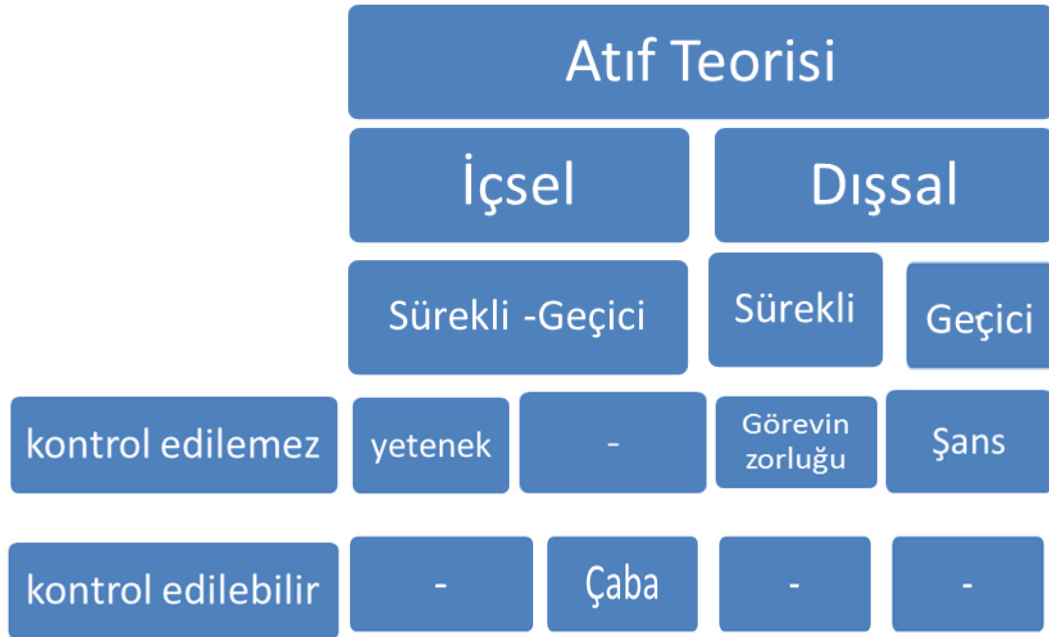 Atıf Teorisi
İçsel
Dışsal
Sürekli -Geçici
Sürekli
Geçici
kontrol edilemez
yetenek
-
Görevin
zorluğu
Şans
kontrol edilebilir
-
Çaba
-
-